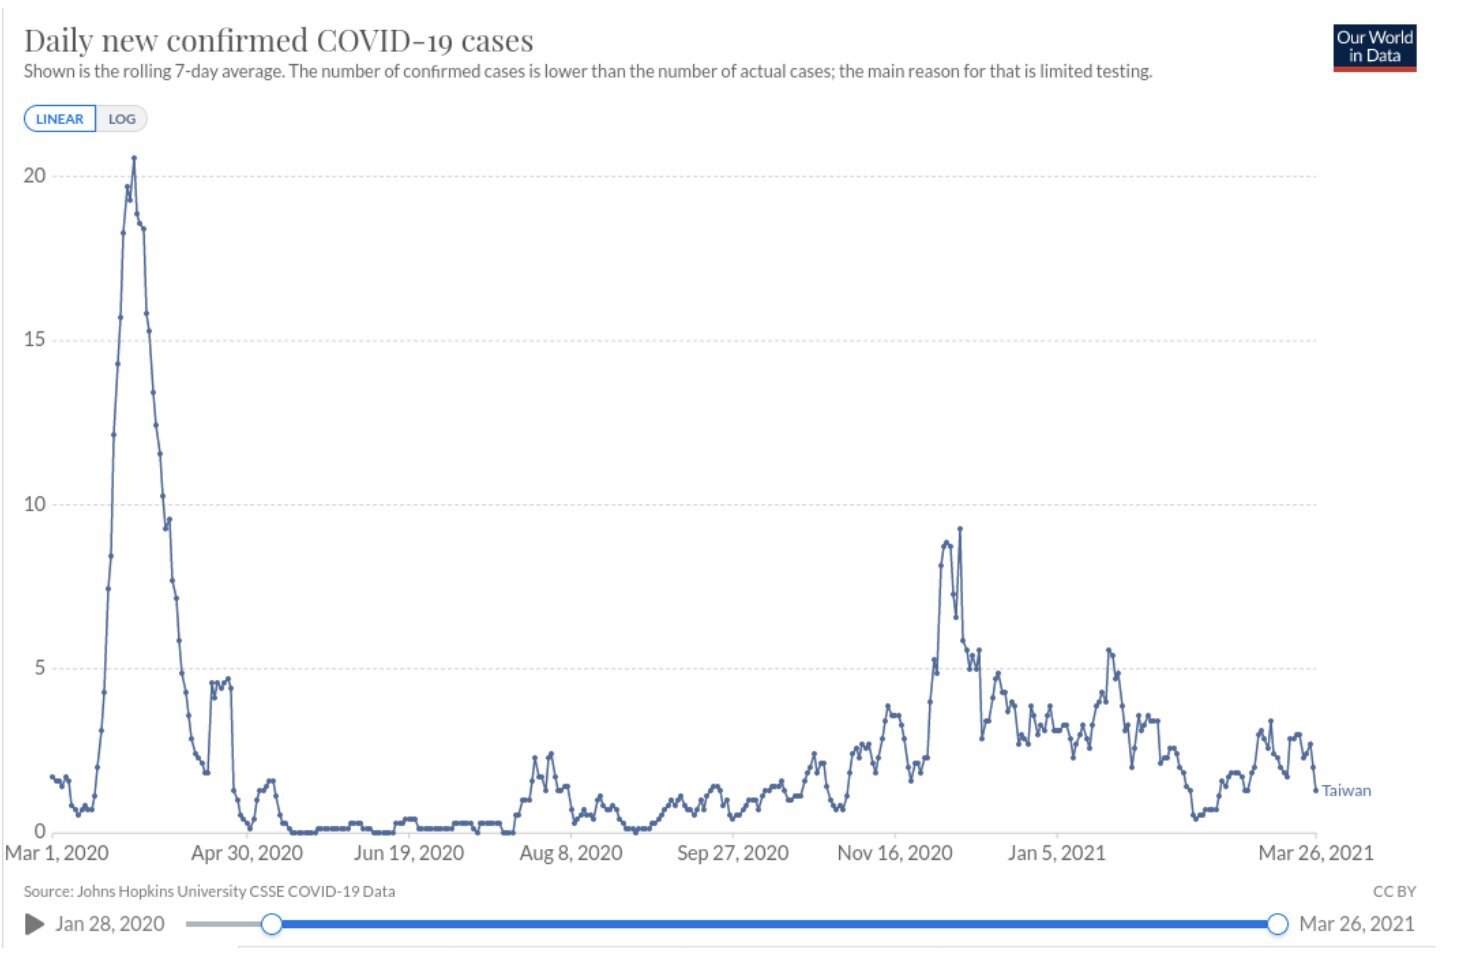 Daily new confirmed COVID-19 cases
Shown is the rolling 7-day average. The number of confirmed cases is lower than the number of actual cases; the main reason for that is limited testing.
Our World
in Data
LINEAR LOG
20
15
10
5
0
Taiwan
Mar 1, 2020 Apr 30, 2020 Jun 19, 2020 Aug 8, 2020 Sep 27, 2020 Nov 16, 2020 Jan 5, 2021 Mar 26, 2021
Source: Johns Hopkins University CSSE COVID-19 Data CC BY
Jan 28, 2020 Mar 26, 2021